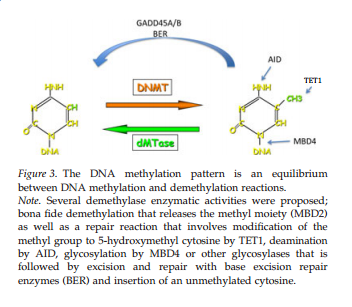 GADD45A/B
BER
AID
TET1
HNH
DNMT
HNH
CH3
CH
CH
CH
N
O
N
dMTase
O
N
N
MBD4
DNA
DNA
Figure 3. The DNA methylation pattern is an equilibrium
between DNA methylation and demethylation reactions.
Note. Several demethylase enzymatic activities were proposed;
bona fide demethylation that releases the methyl moiety (MBD2)
as well as a repair reaction that involves modification of the
methyl group to 5-hydroxymethyl cytosine by TET1, deamination
by AID, glycosylation by MBD4 or other glycosylases that is
followed by excision and repair with base excision repair
enzymes (BER) and insertion of an unmethylated cytosine.